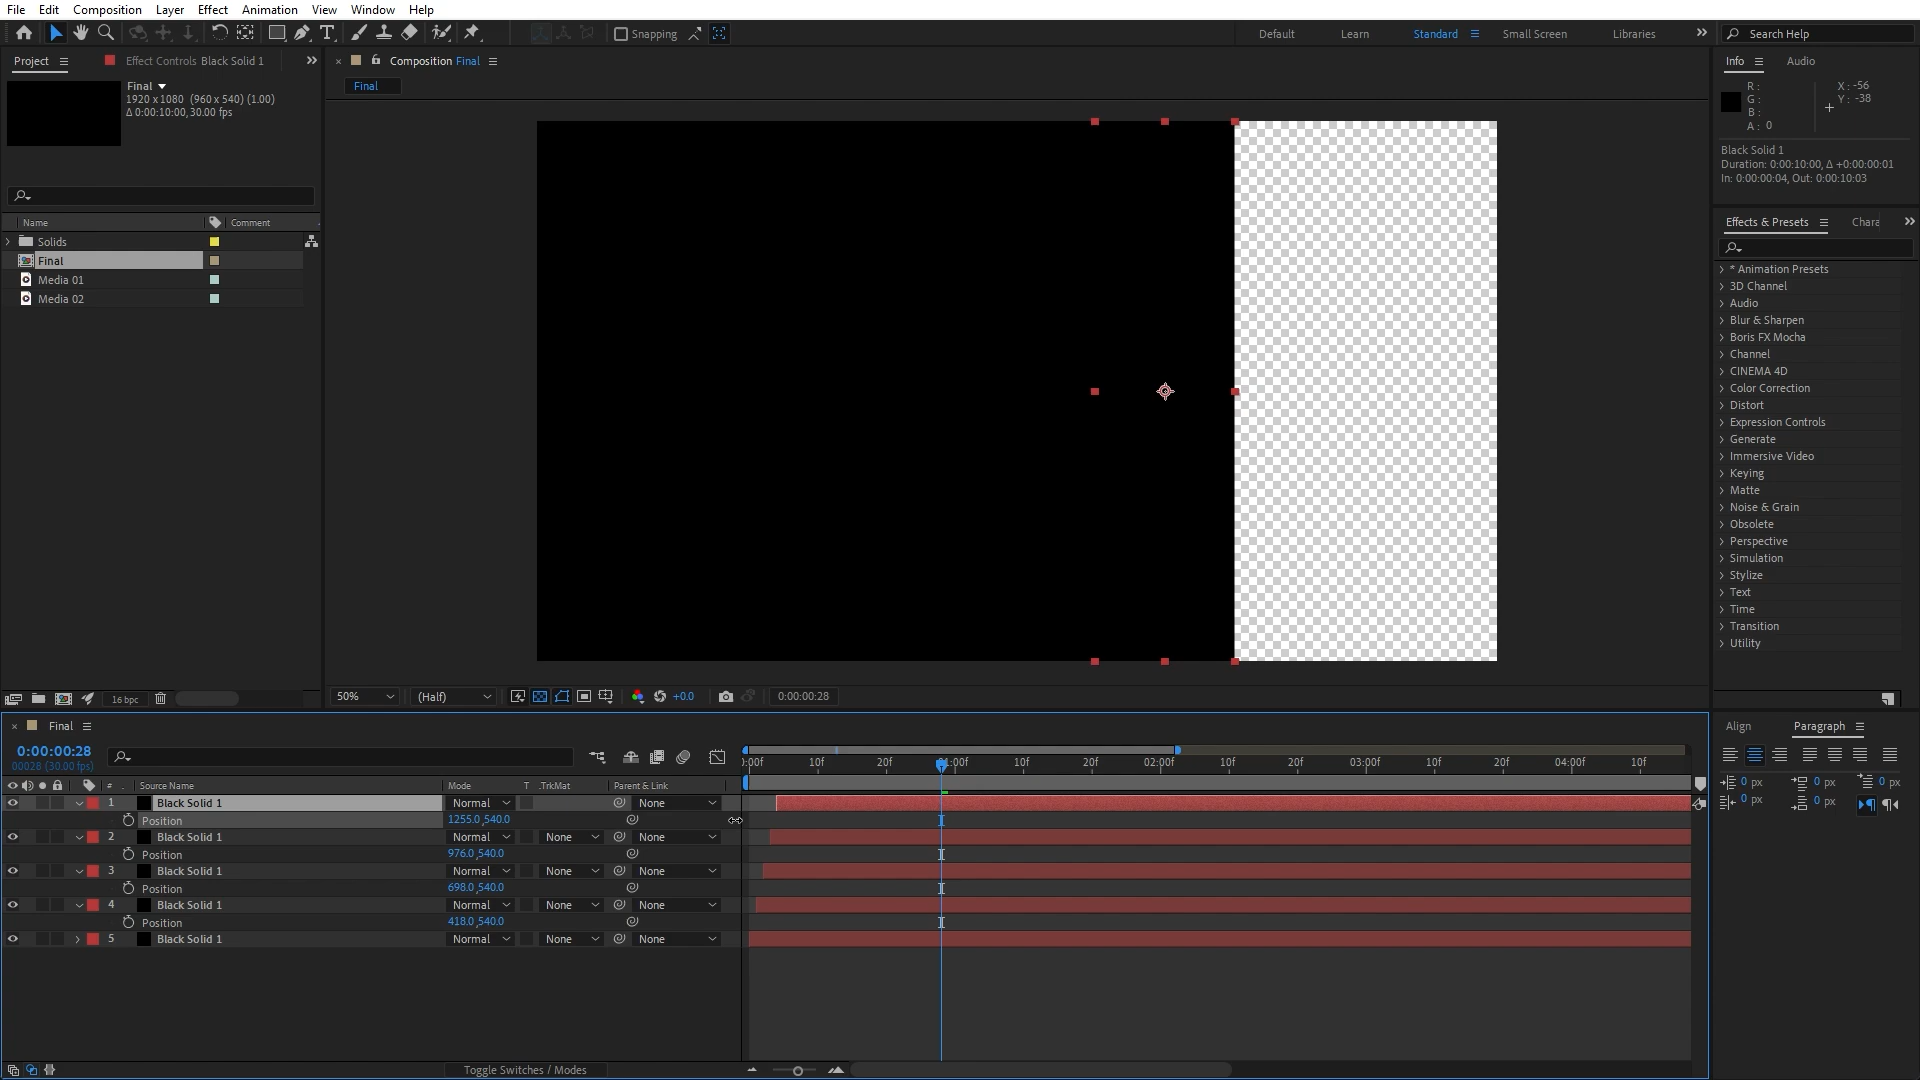 File Edit Composition Layer Effect Animation View Window Help
Snapping
Default Learn Standard Small Screen Libraries Search Help
Project
Effect Controls Black Solid 1
Composition Final
Info Audio
Final
Final
1920 x 1080 (960 x 540) (1.00)
Δ 0:00:10:00, 30.00 fps
R :
G :
B :
A : 0
X : -56
Y : -38
Black Solid 1
Duration: 0:00:10:00, Δ +0:00:00:01
In: 0:00:00:04, Out: 0:00:10:03
Name Comment
Solids
Final
Media 01
Media 02
Effects & Presets Chara
* Animation Presets
3D Channel
Audio
Blur & Sharpen
Boris FX Mocha
Channel
CINEMA 4D
Color Correction
Distort
Expression Controls
Generate
Immersive Video
Keying
Matte
Noise & Grain
Obsolete
Perspective
Simulation
Stylize
Text
Time
Transition
Utility
16 bpc
50% (Half) +0.0 0:00:00:28
Final
Align Paragraph
0:00:00:28
00028 (30.00 fps)
):00f 10f 20f 01:00f 10f 20f 02:00f 10f 20f 03:00f 10f 20f 04:00f 10f
# . Source Name Mode T .TrkMat Parent & Link
1 Black Solid 1 Normal None
Position 1255.0,540.0
2 Black Solid 1 Normal None None
Position 976.0,540.0
3 Black Solid 1 Normal None None
Position 698.0,540.0
4 Black Solid 1 Normal None None
Position 418.0,540.0
5 Black Solid 1 Normal None None
0 px 0 px 0 px
0 px 0 px
Toggle Switches / Modes